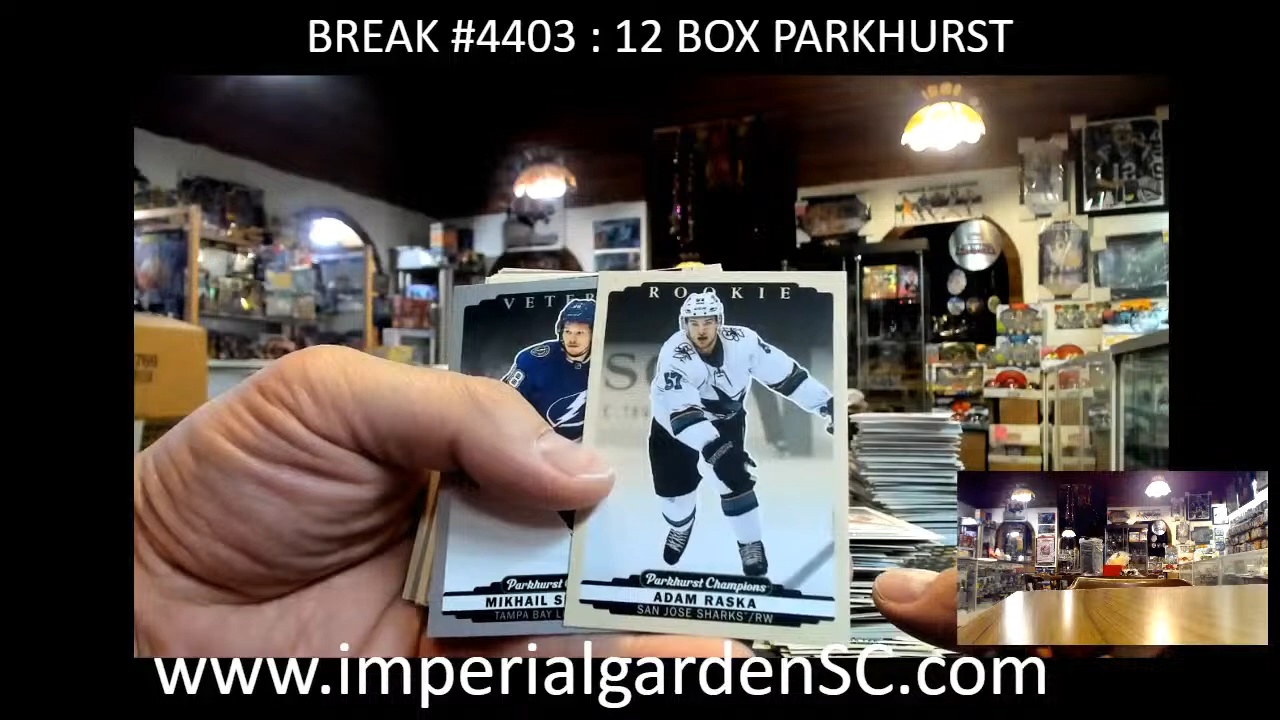 BREAK #4403 : 12 BOX PARKHURST
VETER
ROOKIE
57
Parkhurst
MIKHAIL S
TAMPA BAY L
Parkhurst Champions
ADAM RASKA
SAN JOSE SHARKS / RW
www.imperialgardenSC.com